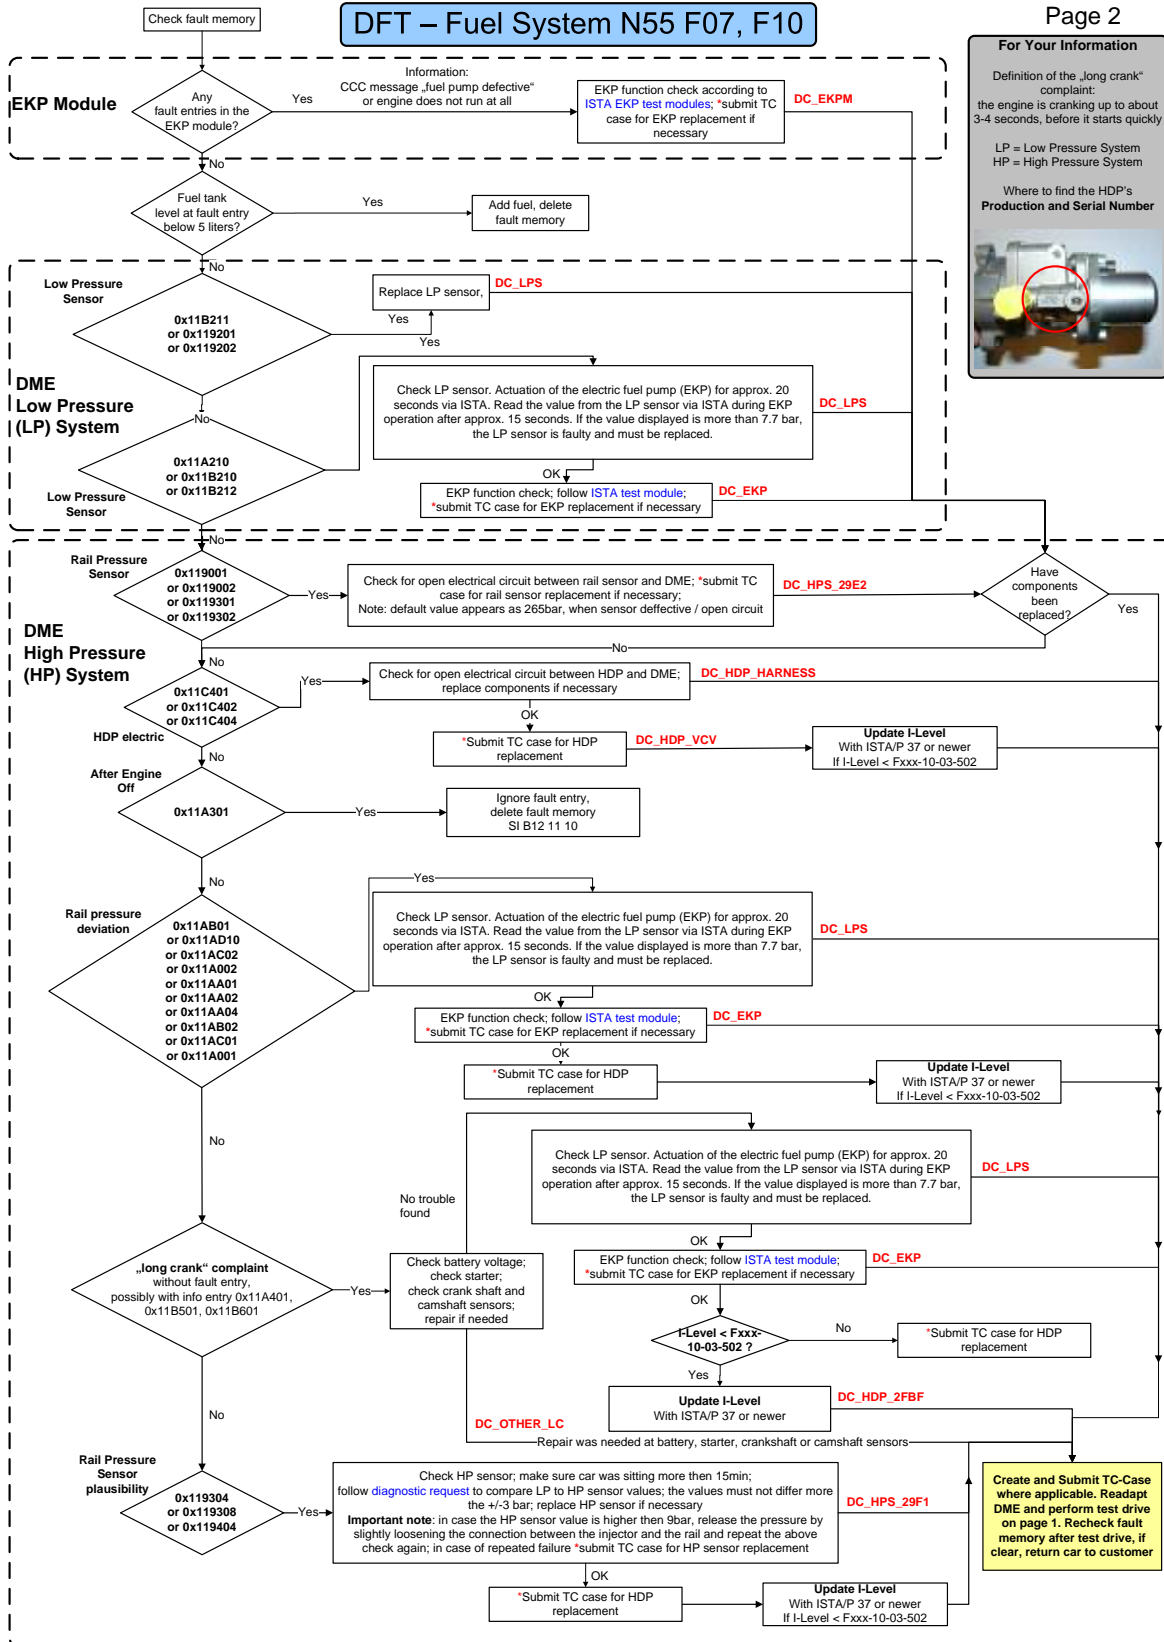 DFT – Fuel System N55 F07, F10
Page 2
Check fault memory
For Your Information
Definition of the „long crank“
complaint:
the engine is cranking up to about
3-4 seconds, before it starts quickly
LP = Low Pressure System
HP = High Pressure System
Where to find the HDP's
Production and Serial Number
EKP Module
Any
fault entries in the
EKP module?
Yes
Information:
CCC message „fuel pump defective“
or engine does not run at all
EKP function check according to
ISTA EKP test modules; *submit TC
case for EKP replacement if
necessary
DC_EKPM
No
Fuel tank
level at fault entry
below 5 liters?
Yes
Add fuel, delete
fault memory
No
Low Pressure
Sensor
0x11B211
or 0x119201
or 0x119202
Yes
Yes
Replace LP sensor,
DC_LPS
DME
Low Pressure
(LP) System
No
Check LP sensor. Actuation of the electric fuel pump (EKP) for approx. 20
seconds via ISTA. Read the value from the LP sensor via ISTA during EKP
operation after approx. 15 seconds. If the value displayed is more than 7.7 bar,
the LP sensor is faulty and must be replaced.
DC_LPS
0x11A210
or 0x11B210
or 0x11B212
Low Pressure
Sensor
OK
EKP function check; follow ISTA test module;
*submit TC case for EKP replacement if necessary
DC_EKP
No
Rail Pressure
Sensor
0x119001
or 0x119002
or 0x119301
or 0x119302
Yes
Check for open electrical circuit between rail sensor and DME; *submit TC
case for rail sensor replacement if necessary;
Note: default value appears as 265bar, when sensor deffective / open circuit
DC_HPS_29E2
Have
components
been
replaced?
Yes
No
DME
High Pressure
(HP) System
No
0x11C401
or 0x11C402
or 0x11C404
HDP electric
Yes
Check for open electrical circuit between HDP and DME;
replace components if necessary
DC_HDP_HARNESS
OK
*Submit TC case for HDP
replacement
DC_HDP_VCV
Update I-Level
With ISTA/P 37 or newer
If I-Level < Fxxx-10-03-502
No
After Engine
Off
0x11A301
Yes
Ignore fault entry,
delete fault memory
SI B12 11 10
No
Rail pressure
deviation
0x11AB01
or 0x11AD10
or 0x11AC02
or 0x11A002
or 0x11AA01
or 0x11AA02
or 0x11AA04
or 0x11AB02
or 0x11AC01
or 0x11A001
Yes
Check LP sensor. Actuation of the electric fuel pump (EKP) for approx. 20
seconds via ISTA. Read the value from the LP sensor via ISTA during EKP
operation after approx. 15 seconds. If the value displayed is more than 7.7 bar,
the LP sensor is faulty and must be replaced.
DC_LPS
OK
EKP function check; follow ISTA test module;
*submit TC case for EKP replacement if necessary
DC_EKP
OK
*Submit TC case for HDP
replacement
Update I-Level
With ISTA/P 37 or newer
If I-Level < Fxxx-10-03-502
No
Check LP sensor. Actuation of the electric fuel pump (EKP) for approx. 20
seconds via ISTA. Read the value from the LP sensor via ISTA during EKP
operation after approx. 15 seconds. If the value displayed is more than 7.7 bar,
the LP sensor is faulty and must be replaced.
DC_LPS
No trouble
found
„long crank“ complaint
without fault entry,
possibly with info entry 0x11A401,
0x11B501, 0x11B601
Yes
Check battery voltage;
check starter;
check crank shaft and
camshaft sensors;
repair if needed
OK
EKP function check; follow ISTA test module;
*submit TC case for EKP replacement if necessary
DC_EKP
OK
I-Level < Fxxx-
10-03-502 ?
No
*Submit TC case for HDP
replacement
Yes
Update I-Level
With ISTA/P 37 or newer
DC_HDP_2FBF
No
DC_OTHER_LC
Repair was needed at battery, starter, crankshaft or camshaft sensors
Rail Pressure
Sensor
plausibility
0x119304
or 0x119308
or 0x119404
Yes
Check HP sensor; make sure car was sitting more then 15min;
follow diagnostic request to compare LP to HP sensor values; the values must not differ more
the +/-3 bar; replace HP sensor if necessary
Important note: in case the HP sensor value is higher then 9bar, release the pressure by
slightly loosening the connection between the injector and the rail and repeat the above
check again; in case of repeated failure *submit TC case for HP sensor replacement
DC_HPS_29F1
Create and Submit TC-Case
where applicable. Readapt
DME and perform test drive
on page 1. Recheck fault
memory after test drive, if
clear, return car to customer
OK
*Submit TC case for HDP
replacement
Update I-Level
With ISTA/P 37 or newer
If I-Level < Fxxx-10-03-502